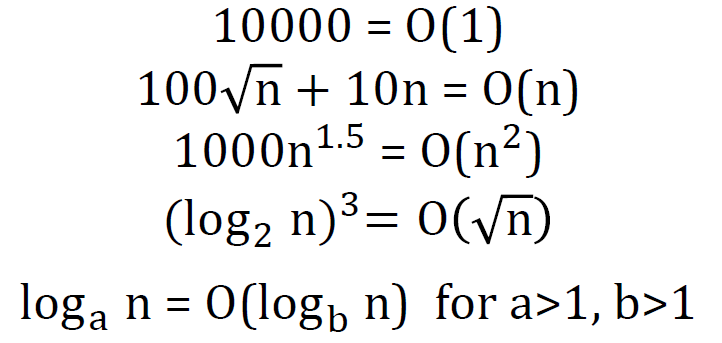 10000 = O(1)
100√n + 10n = O(n)
1000n^1.5 = O(n^2)
(log_2 n)^3 = O(√n)
log_a n = O(log_b n) for a>1, b>1